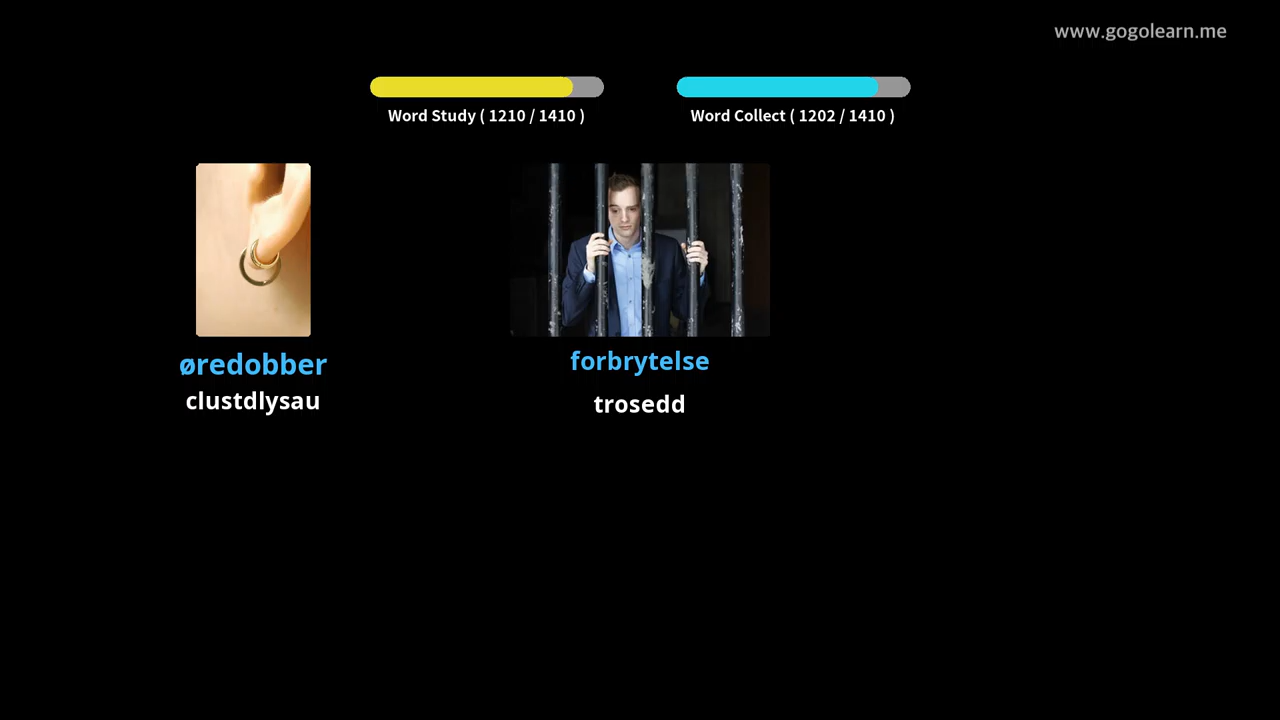 www.gogolearn.me
Word Study ( 1210 / 1410 )
Word Collect ( 1202 / 1410 )
øredobber
clustdlysau
forbrytelse
trosedd